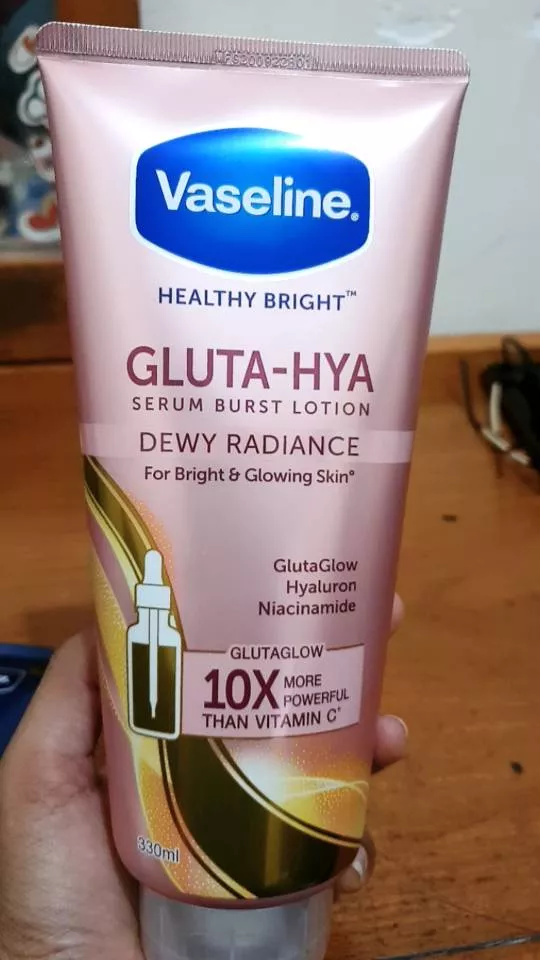 Vaseline®
HEALTHY BRIGHT™
GLUTA-HYA
SERUM BURST LOTION
DEWY RADIANCE
For Bright & Glowing Skin°
GlutaGlow
Hyaluron
Niacinamide
GLUTAGLOW
10X MORE
POWERFUL
THAN VITAMIN C*
330ml